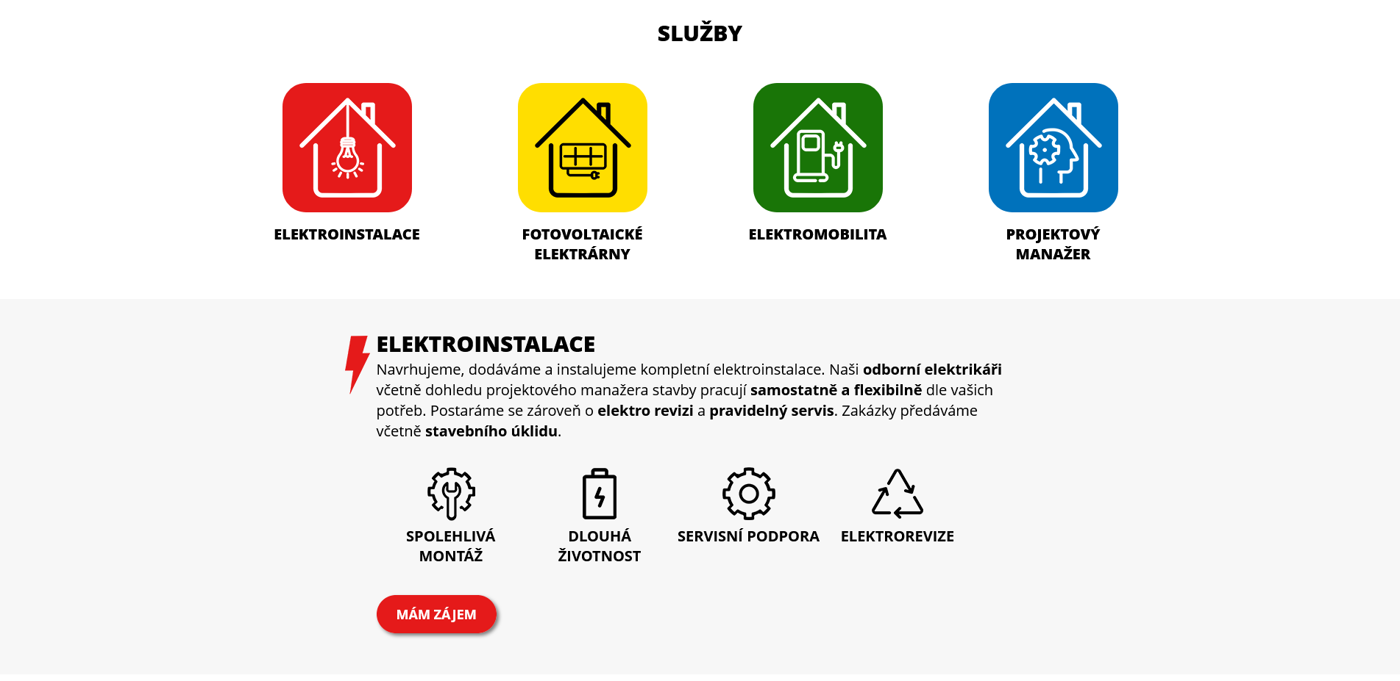 SLUŽBY
ELEKTROINSTALACE
FOTOVOLTAICKÉ
ELEKTRÁRNY
ELEKTROMOBILITA
PROJEKTOVÝ
MANAŽER
ELEKTROINSTALACE
Navrhujeme, dodáváme a instalujeme kompletní elektroinstalace. Naši odborní elektrikáři
včetně dohledu projektového manažera stavby pracují samostatně a flexibilně dle vašich
potřeb. Postaráme se zároveň o elektro revizi a pravidelný servis. Zakázky předáváme
včetně stavebního úklidu.
SPOLEHLIVÁ
MONTÁŽ
DLOUHÁ
ŽIVOTNOST
SERVISNÍ PODPORA
ELEKTROREVIZE
MÁM ZÁJEM